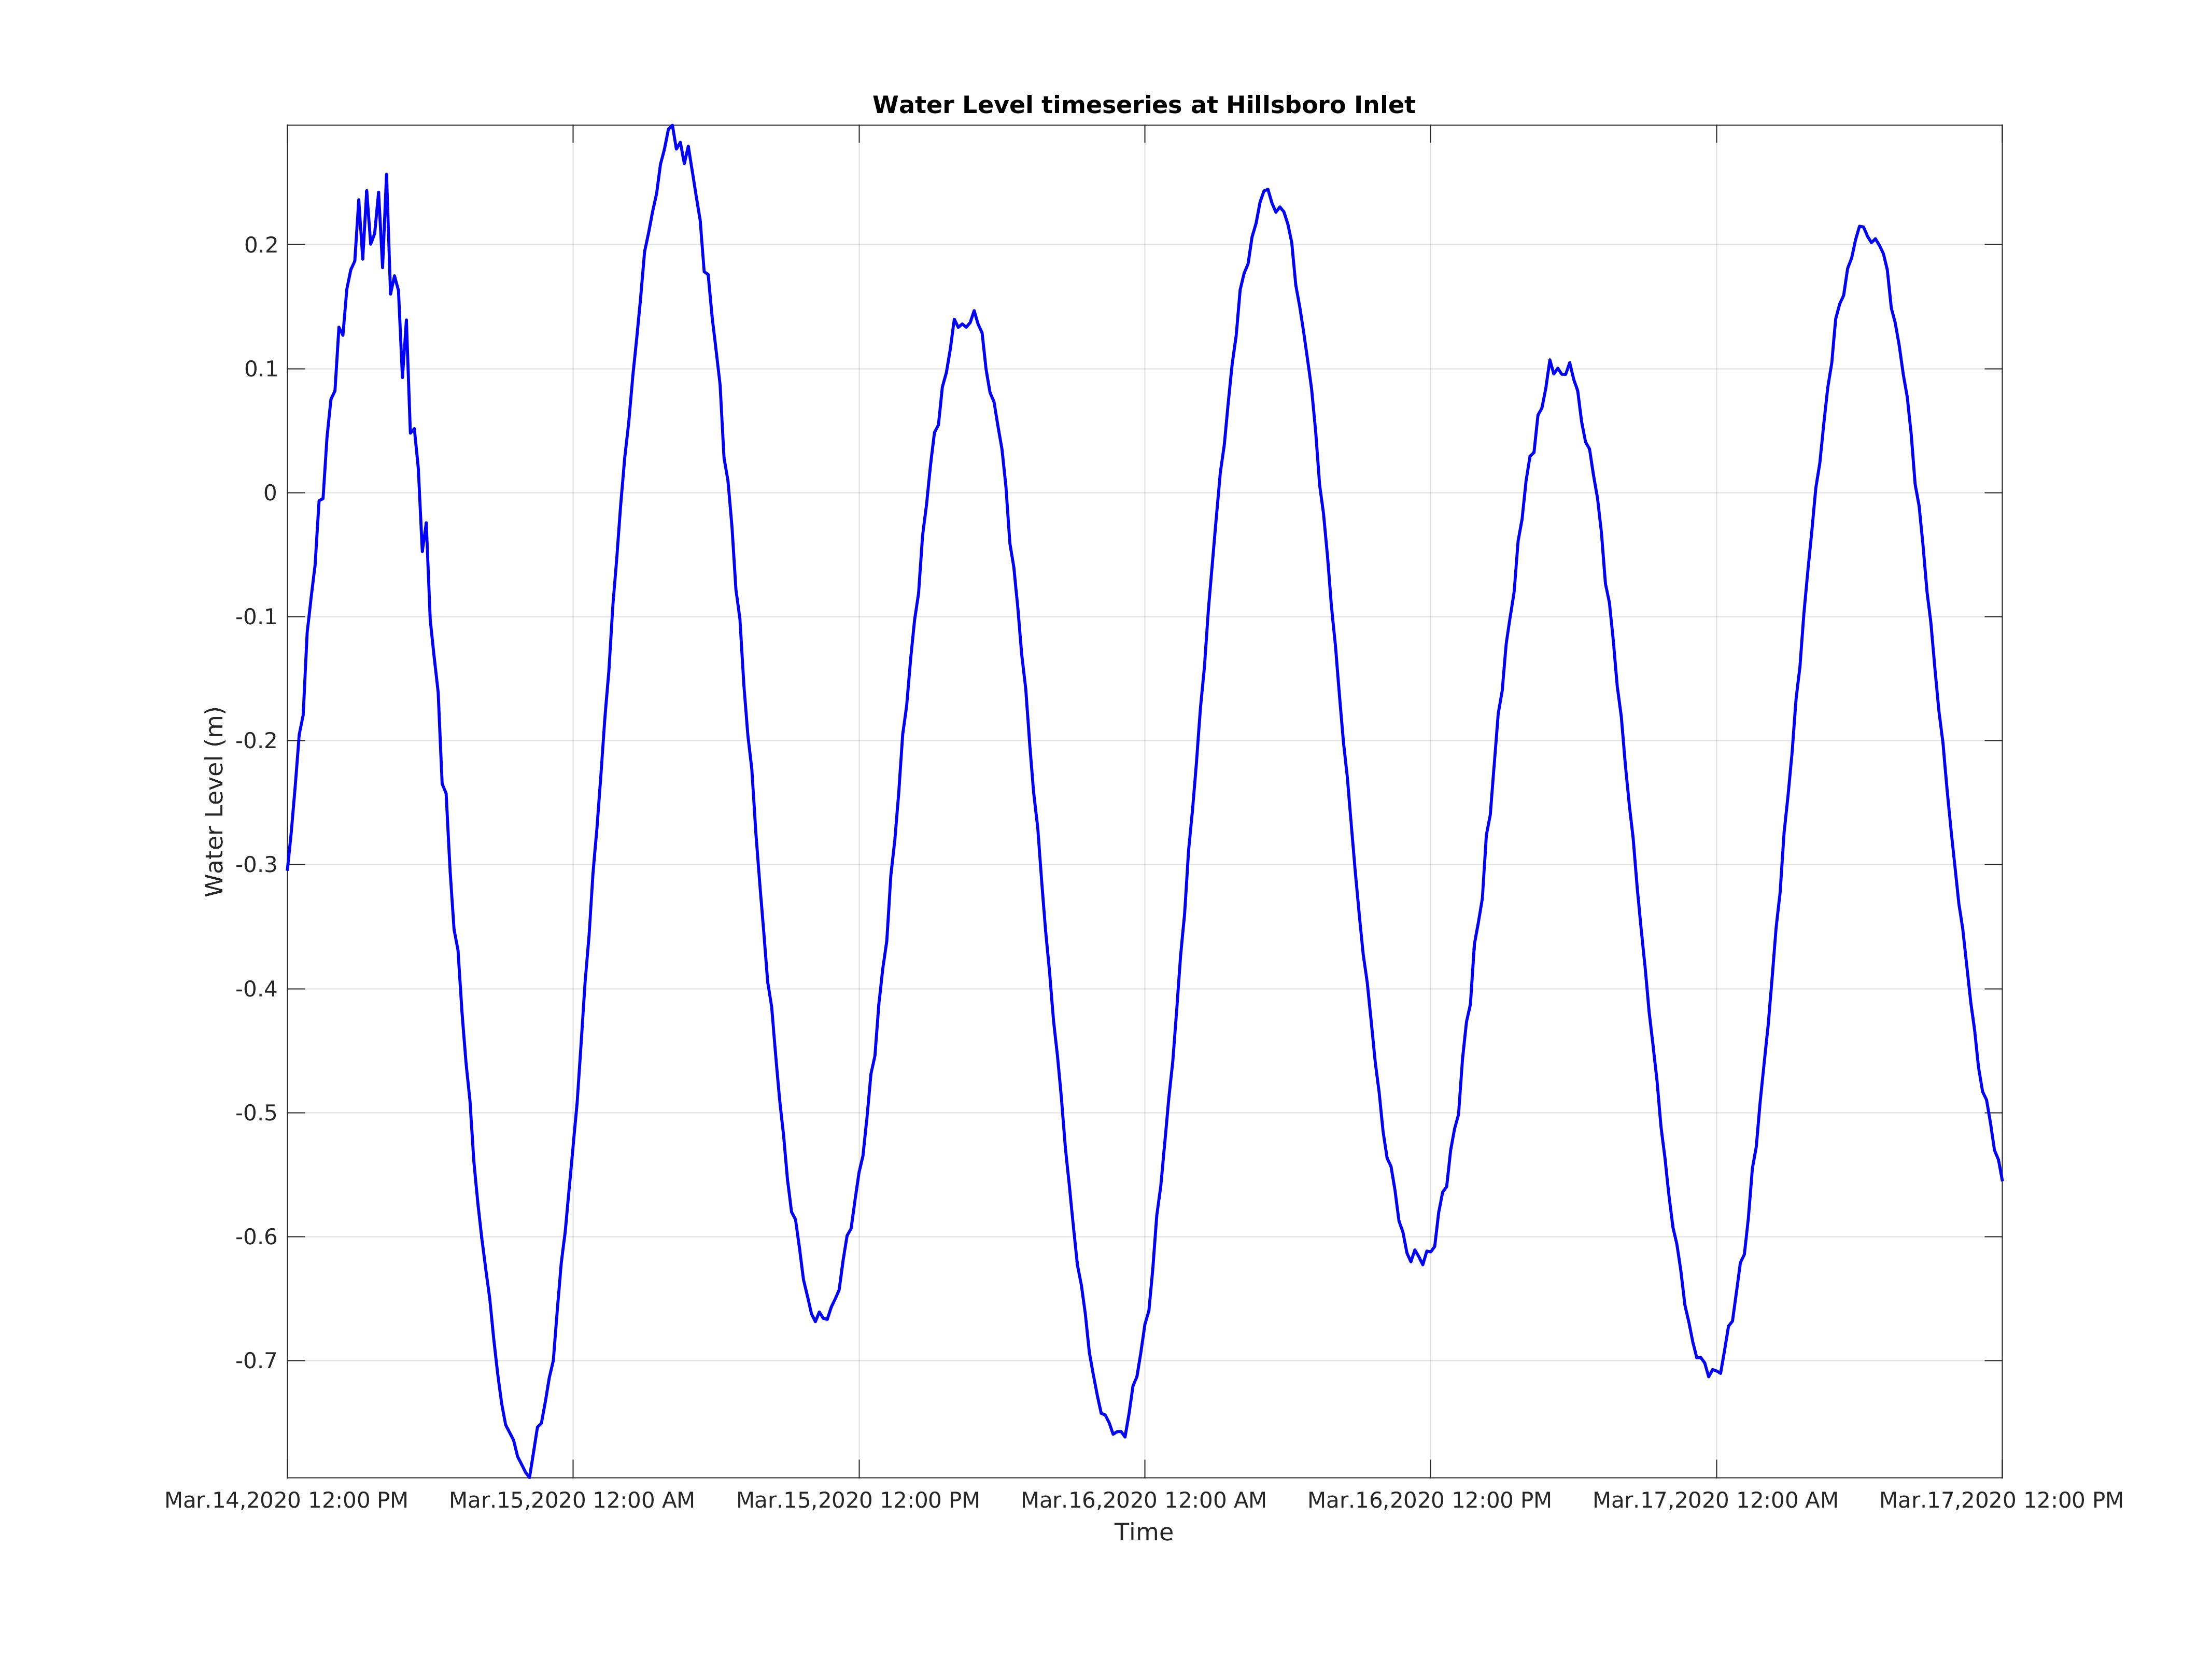 Water Level timeseries at Hillsboro Inlet
0.2
0.1
0
-0.1
-0.2
-0.3
-0.4
-0.5
-0.6
-0.7
Water Level (m)
Mar.14,2020 12:00 PM Mar.15,2020 12:00 AM Mar.15,2020 12:00 PM Mar.16,2020 12:00 AM Mar.16,2020 12:00 PM Mar.17,2020 12:00 AM Mar.17,2020 12:00 PM
Time